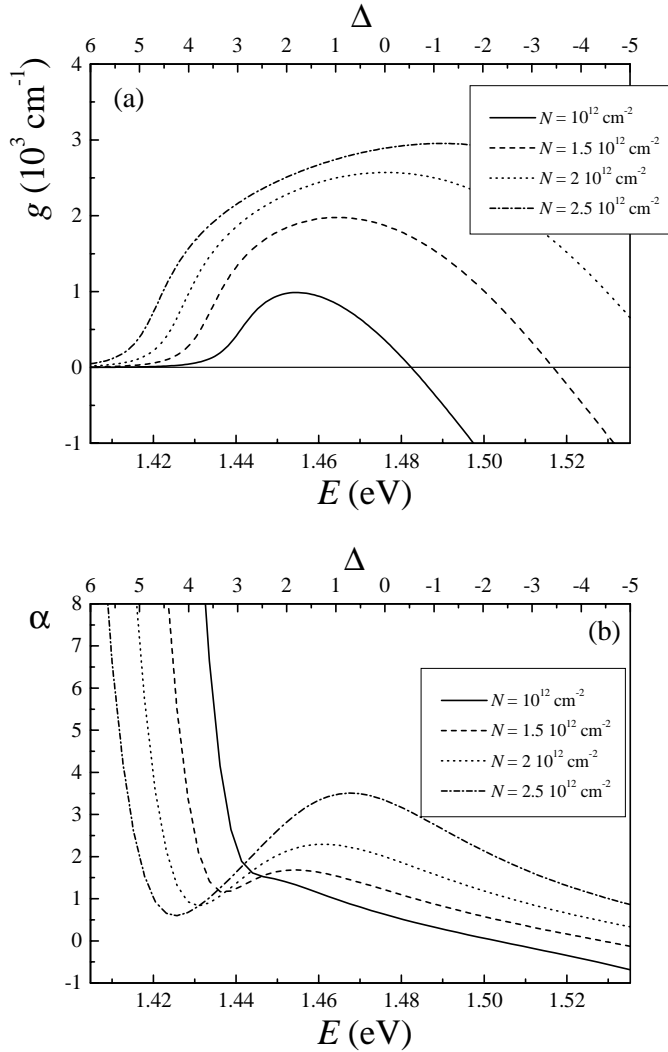 Δ
6 5 4 3 2 1 0 -1 -2 -3 -4 -5
(a)
4
3
2
1
0
-1
g (10³ cm⁻¹)
N = 10¹² cm⁻²
N = 1.5 10¹² cm⁻²
N = 2 10¹² cm⁻²
N = 2.5 10¹² cm⁻²
1.42 1.44 1.46 1.48 1.50 1.52
E (eV)
Δ
6 5 4 3 2 1 0 -1 -2 -3 -4 -5
α
(b)
8
7
6
5
4
3
2
1
0
-1
N = 10¹² cm⁻²
N = 1.5 10¹² cm⁻²
N = 2 10¹² cm⁻²
N = 2.5 10¹² cm⁻²
1.42 1.44 1.46 1.48 1.50 1.52
E (eV)